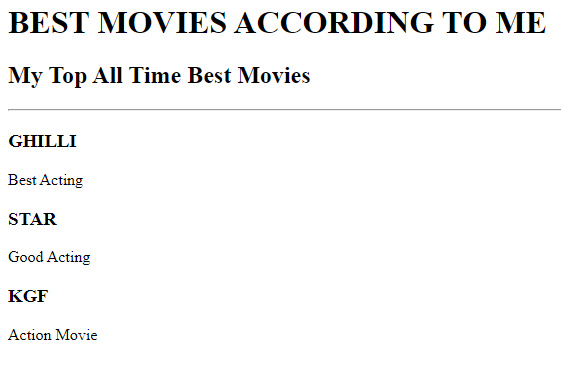 BEST MOVIES ACCORDING TO ME
My Top All Time Best Movies
GHILLI
Best Acting
STAR
Good Acting
KGF
Action Movie